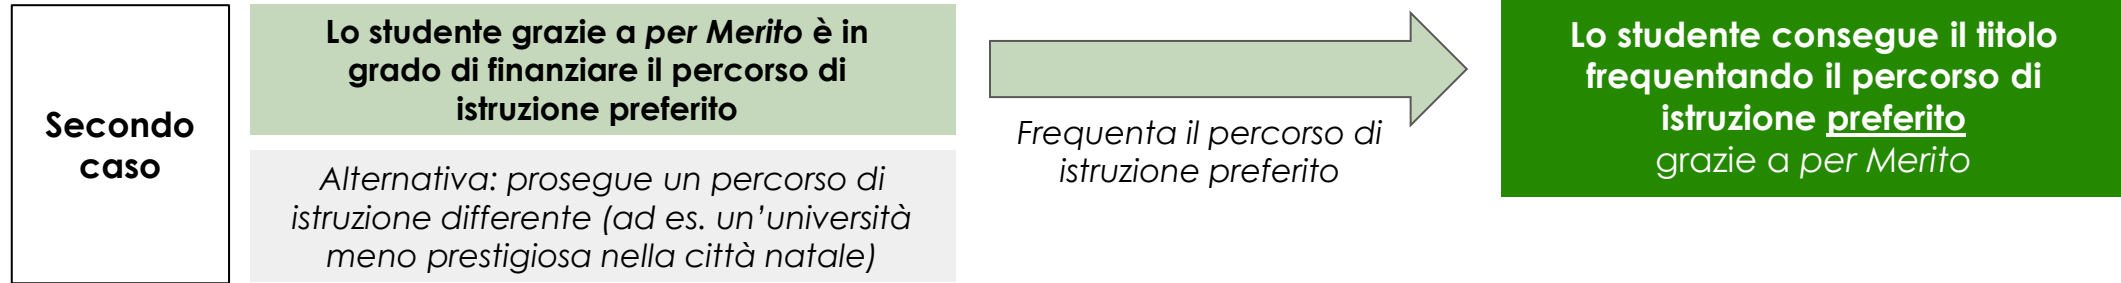 Secondo
caso
Lo studente grazie a per Merito è in
grado di finanziare il percorso di
istruzione preferito
Alternativa: prosegue un percorso di
istruzione differente (ad es. un’università
meno prestigiosa nella città natale)
Frequenta il percorso di
istruzione preferito
Lo studente consegue il titolo
frequentando il percorso di
istruzione preferito
grazie a per Merito